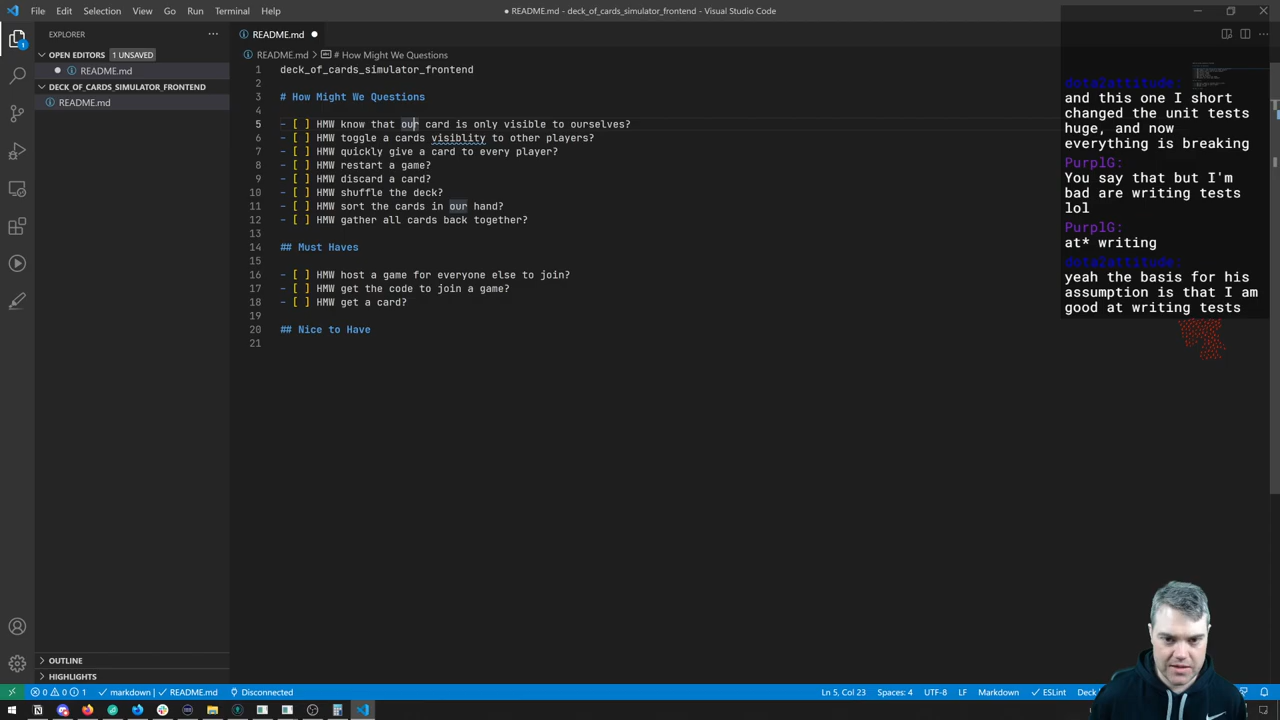 File Edit Selection View Go Run Terminal Help
● README.md - deck_of_cards_simulator_frontend - Visual Studio Code
EXPLORER
OPEN EDITORS 1 UNSAVED
README.md
DECK_OF_CARDS_SIMULATOR_FRONTEND
README.md
OUTLINE
HIGHLIGHTS
README.md
README.md > # How Might We Questions
1 deck_of_cards_simulator_frontend
2
3 # How Might We Questions
4
5 - [ ] HMW know that our card is only visible to ourselves?
6 - [ ] HMW toggle a cards visiblity to other players?
7 - [ ] HMW quickly give a card to every player?
8 - [ ] HMW restart a game?
9 - [ ] HMW discard a card?
10 - [ ] HMW shuffle the deck?
11 - [ ] HMW sort the cards in our hand?
12 - [ ] HMW gather all cards back together?
13
14 ## Must Haves
15
16 - [ ] HMW host a game for everyone else to join?
17 - [ ] HMW get the code to join a game?
18 - [ ] HMW get a card?
19
20 ## Nice to Have
21
dota2attitude:
and this one I short
changed the unit tests
huge, and now
everything is breaking
PurplG:
You say that but I'm
bad are writing tests
lol
PurplG:
at* writing
dota2attitude:
yeah the basis for his
assumption is that I am
good at writing tests
0 0 1 markdown | README.md Disconnected
Ln 5, Col 23 Spaces: 4 UTF-8 LF Markdown ESLint Deck